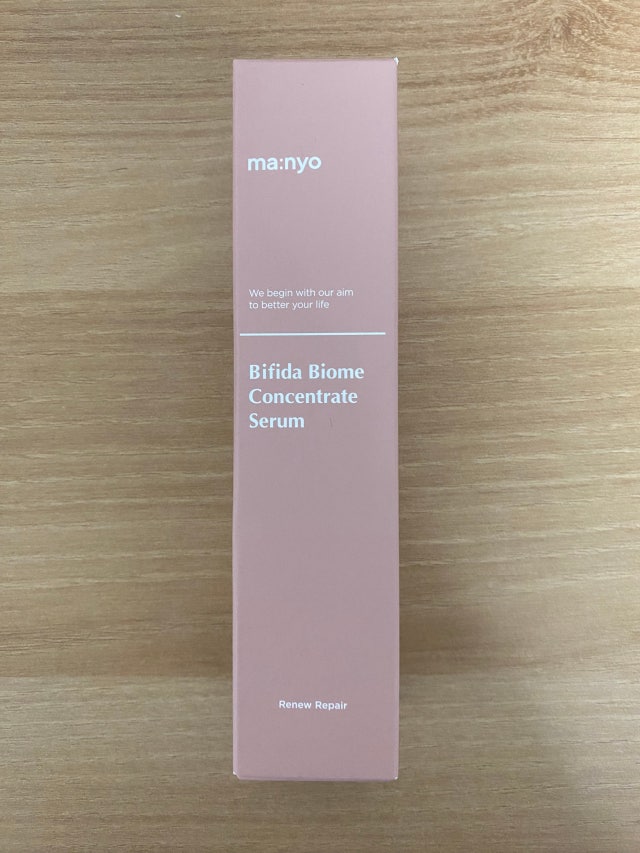 ma:nyo
We begin with our aim
to better your life
Bifida Biome
Concentrate
Serum
Renew Repair